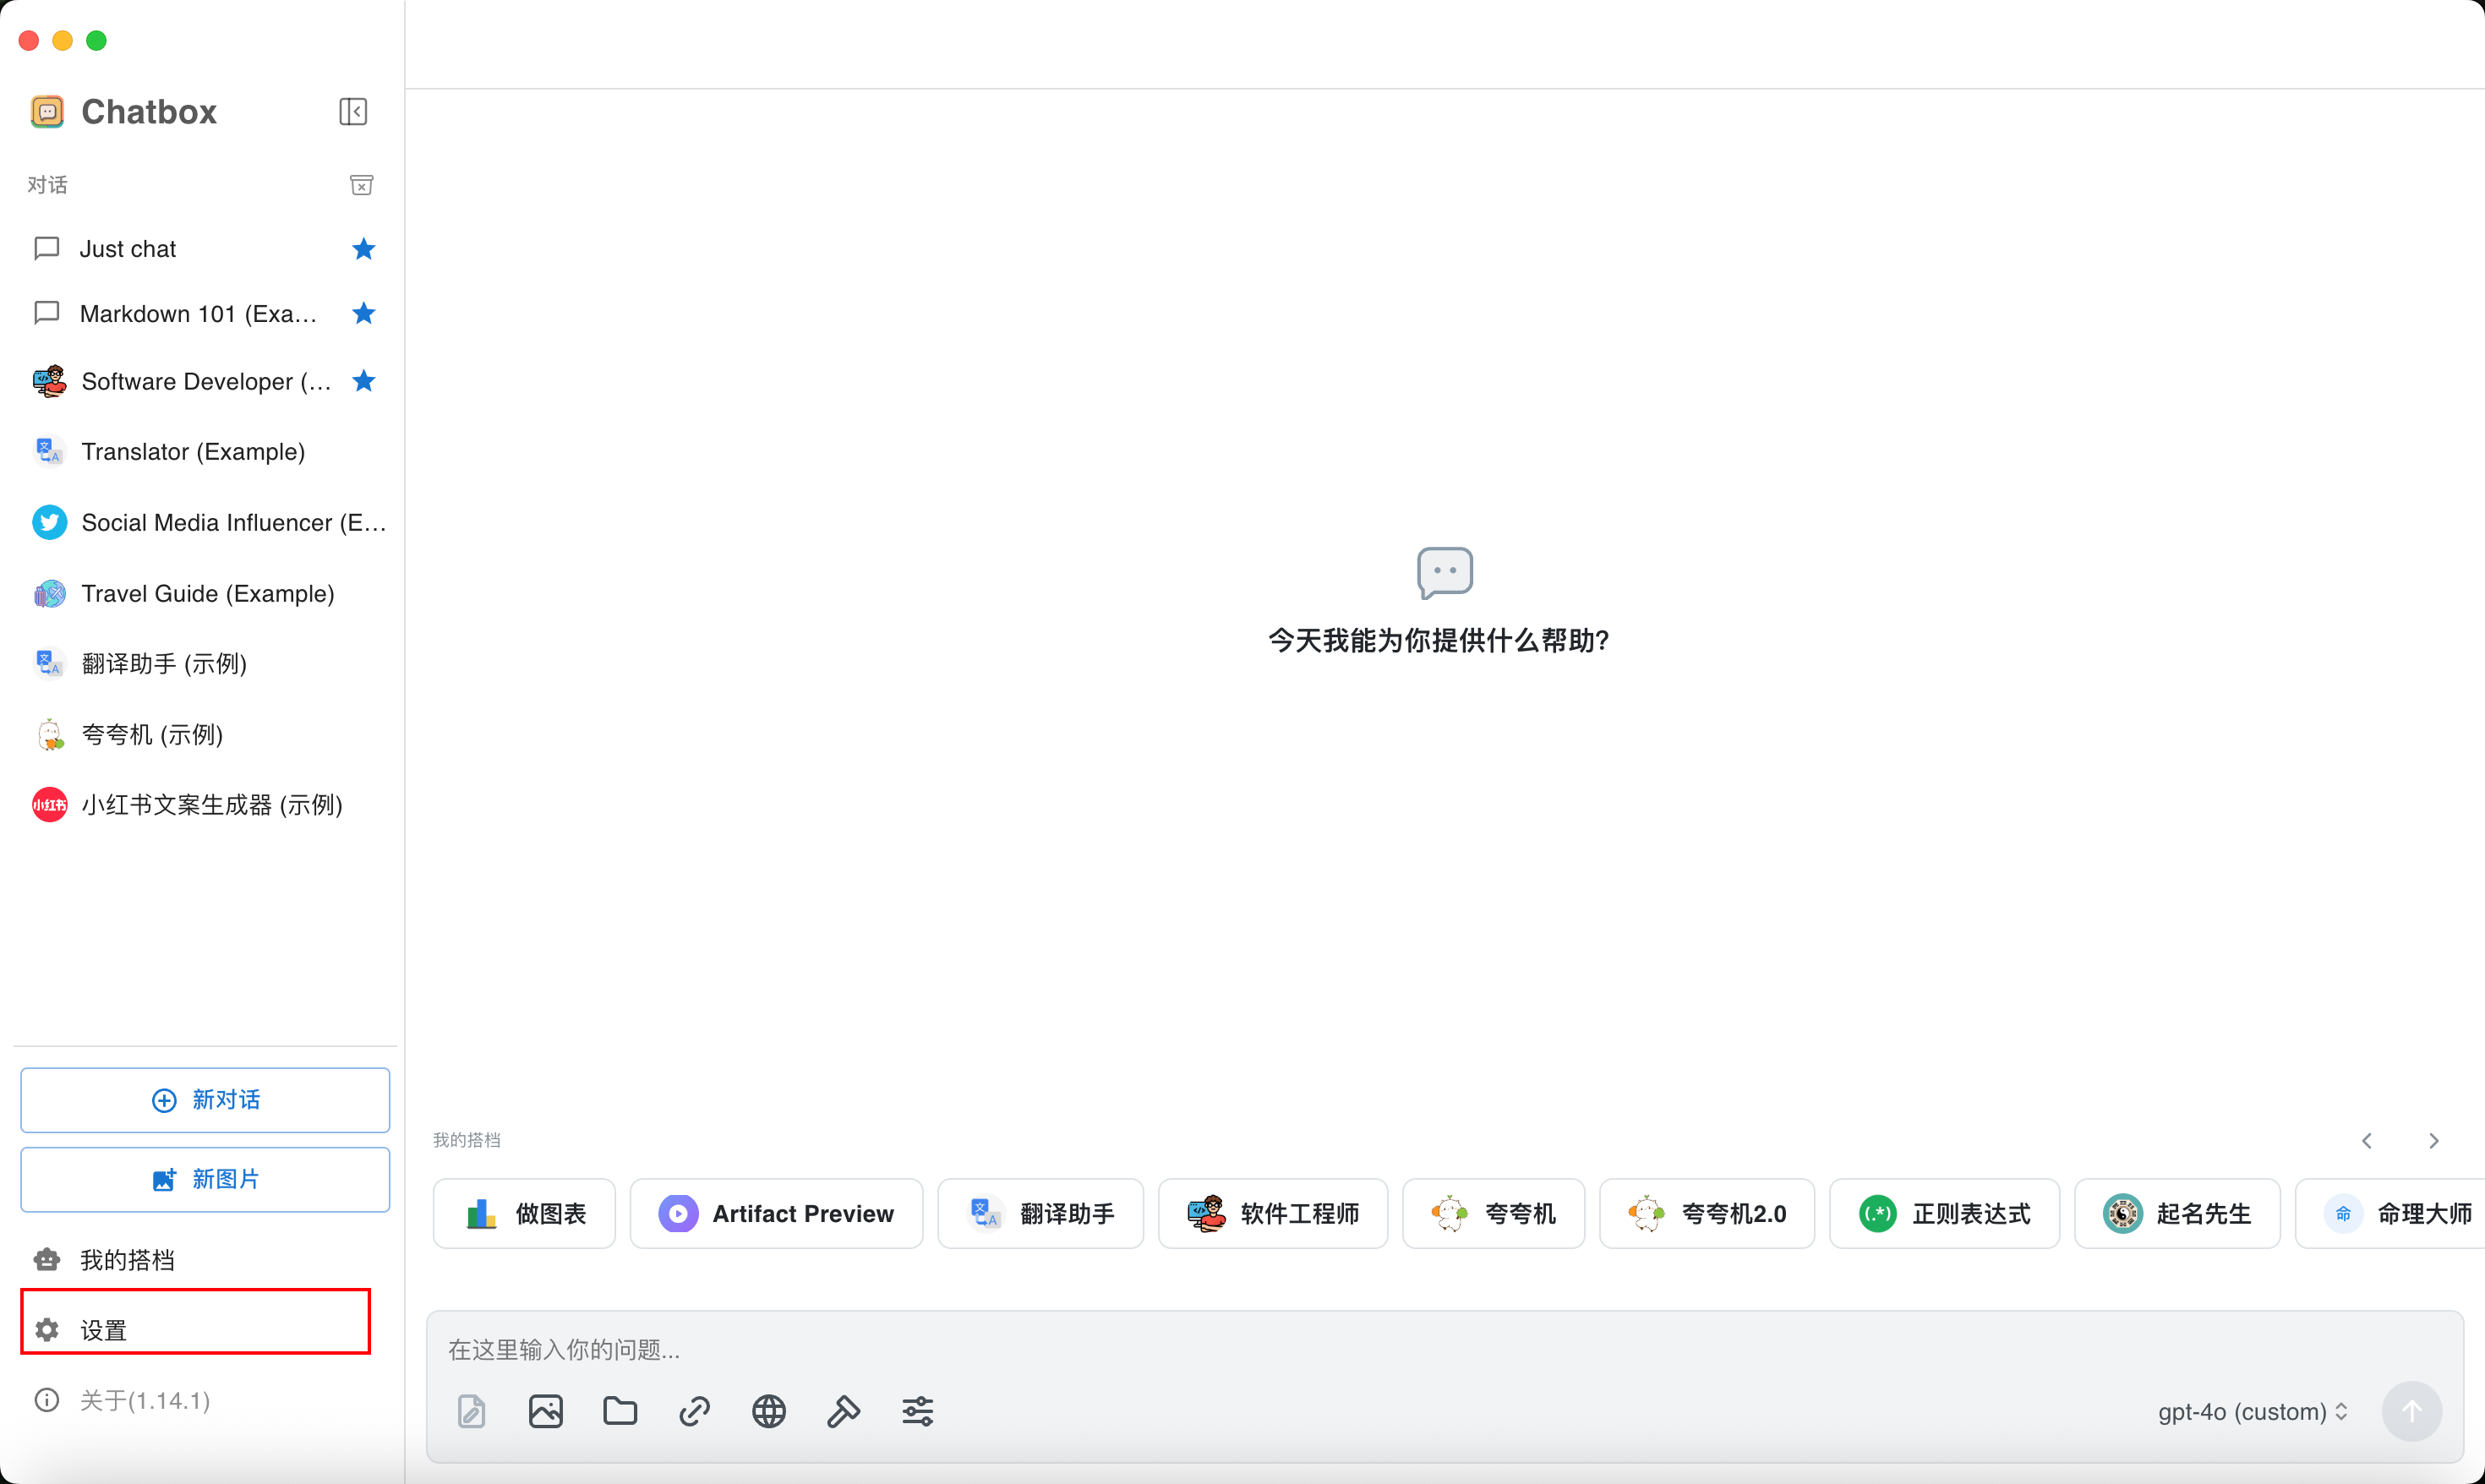 Chatbox
对话
Just chat
Markdown 101 (Exa...
Software Developer (...
Translator (Example)
Social Media Influencer (E...
Travel Guide (Example)
翻译助手 (示例)
夸夸机 (示例)
小红书
小红书文案生成器 (示例)
新对话
新图片
我的搭档
设置
关于(1.14.1)
今天我能为你提供什么帮助?
我的搭档
做图表
Artifact Preview
翻译助手
软件工程师
夸夸机
夸夸机2.0
(.*) 正则表达式
起名先生
命 命理大师
在这里输入你的问题...
gpt-4o (custom)